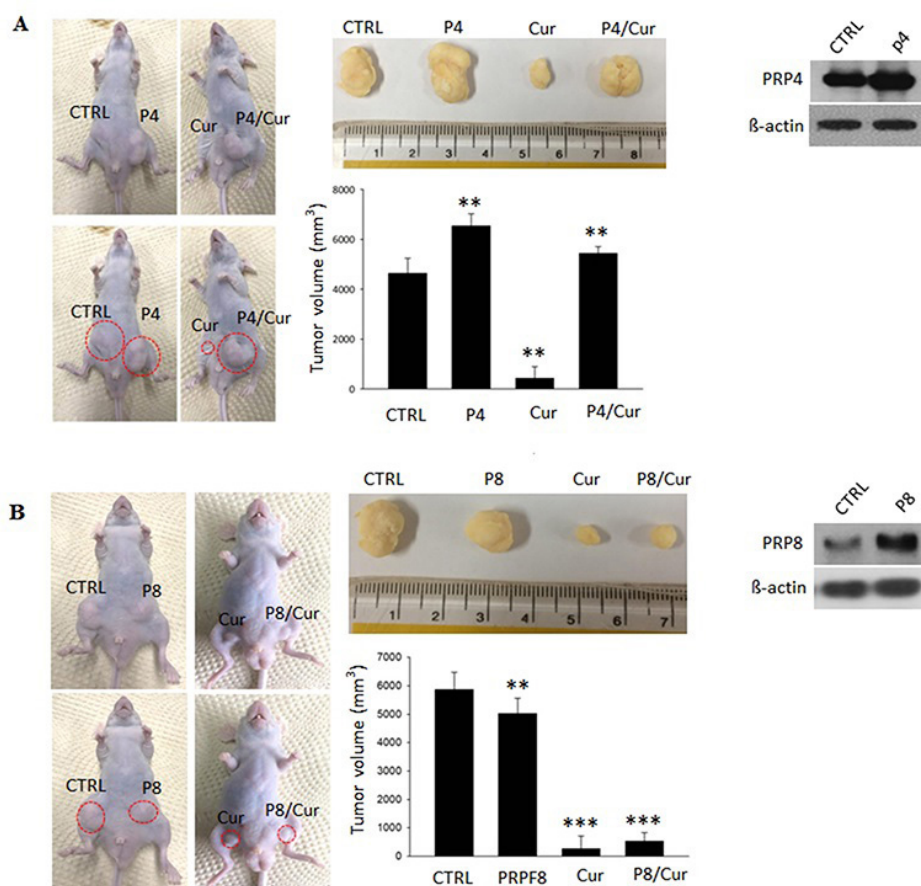 A
CTRL
P4
Cur
P4/Cur
CTRL
P4
Cur
P4/Cur
CTRL P4 Cur P4/Cur
1 2 3 4 5 6 7 8
Tumor volume (mm3)
8000
6000
4000
2000
0
** ** ** 
CTRL P4 Cur P4/Cur
CTRL p4
PRP4
ß-actin
B
CTRL
P8
Cur
P8/Cur
CTRL
P8
Cur
P8/Cur
CTRL P8 Cur P8/Cur
1 2 3 4 5 6 7
Tumor volume (mm3)
7000
6000
5000
4000
3000
2000
1000
0
** *** ***
CTRL PRPF8 Cur P8/Cur
CTRL P8
PRP8
ß-actin